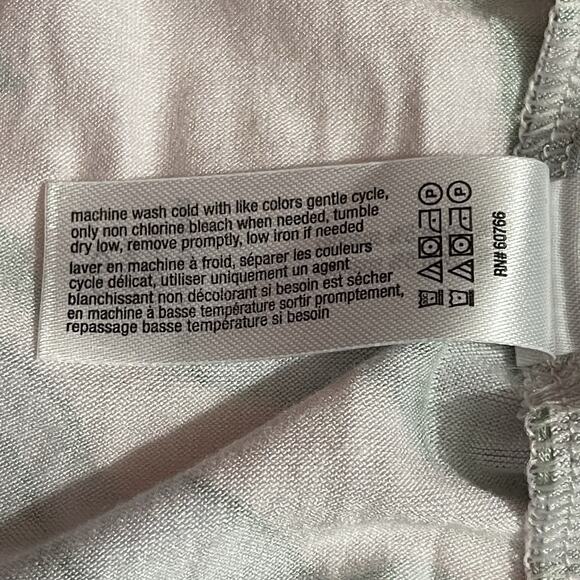 machine wash cold with like colors gentle cycle,
only non chlorine bleach when needed, tumble
dry low, remove promptly, low iron if needed
laver en machine à froid, séparer les couleurs
cycle délicat, utiliser uniquement un agent
blanchissant non décolorant si besoin est sécher
en machine à basse température sortir promptement,
repassage basse température si besoin
P
P
RN# 60766